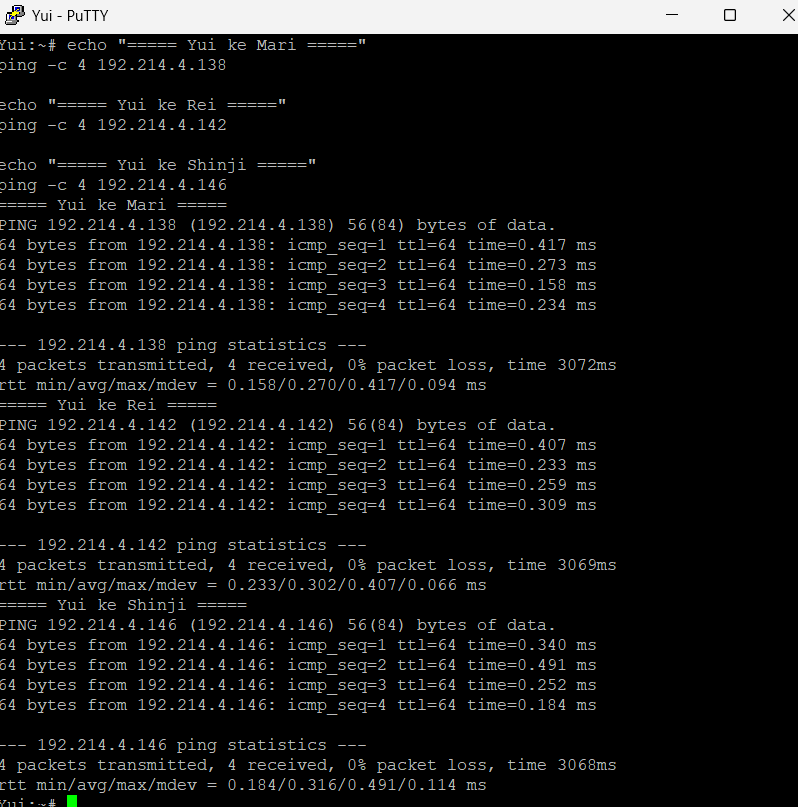 Yui - PuTTY
Yui:~# echo "===== Yui ke Mari ====="
ping -c 4 192.214.4.138

echo "===== Yui ke Rei ====="
ping -c 4 192.214.4.142

echo "===== Yui ke Shinji ====="
ping -c 4 192.214.4.146
===== Yui ke Mari =====
PING 192.214.4.138 (192.214.4.138) 56(84) bytes of data.
64 bytes from 192.214.4.138: icmp_seq=1 ttl=64 time=0.417 ms
64 bytes from 192.214.4.138: icmp_seq=2 ttl=64 time=0.273 ms
64 bytes from 192.214.4.138: icmp_seq=3 ttl=64 time=0.158 ms
64 bytes from 192.214.4.138: icmp_seq=4 ttl=64 time=0.234 ms

--- 192.214.4.138 ping statistics ---
4 packets transmitted, 4 received, 0% packet loss, time 3072ms
rtt min/avg/max/mdev = 0.158/0.270/0.417/0.094 ms
===== Yui ke Rei =====
PING 192.214.4.142 (192.214.4.142) 56(84) bytes of data.
64 bytes from 192.214.4.142: icmp_seq=1 ttl=64 time=0.407 ms
64 bytes from 192.214.4.142: icmp_seq=2 ttl=64 time=0.233 ms
64 bytes from 192.214.4.142: icmp_seq=3 ttl=64 time=0.259 ms
64 bytes from 192.214.4.142: icmp_seq=4 ttl=64 time=0.309 ms

--- 192.214.4.142 ping statistics ---
4 packets transmitted, 4 received, 0% packet loss, time 3069ms
rtt min/avg/max/mdev = 0.233/0.302/0.407/0.066 ms
===== Yui ke Shinji =====
PING 192.214.4.146 (192.214.4.146) 56(84) bytes of data.
64 bytes from 192.214.4.146: icmp_seq=1 ttl=64 time=0.340 ms
64 bytes from 192.214.4.146: icmp_seq=2 ttl=64 time=0.491 ms
64 bytes from 192.214.4.146: icmp_seq=3 ttl=64 time=0.252 ms
64 bytes from 192.214.4.146: icmp_seq=4 ttl=64 time=0.184 ms

--- 192.214.4.146 ping statistics ---
4 packets transmitted, 4 received, 0% packet loss, time 3068ms
rtt min/avg/max/mdev = 0.184/0.316/0.491/0.114 ms
Yui:~#